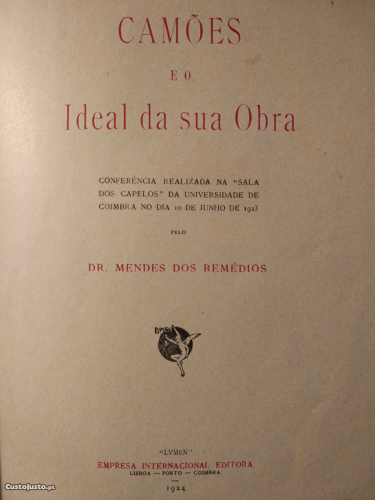 CAMÕES
E O
Ideal da sua Obra
CONFERÊNCIA REALIZADA NA "SALA
DOS CAPELOS" DA UNIVERSIDADE DE
COIMBRA NO DIA 10 DE JUNHO DE 1923
PELO
DR. MENDES DOS REMÉDIOS
"LVMEN"
EMPRESA INTERNACIONAL EDITORA
LISBOA — PORTO — COIMBRA
1924
CustoJusto.pt